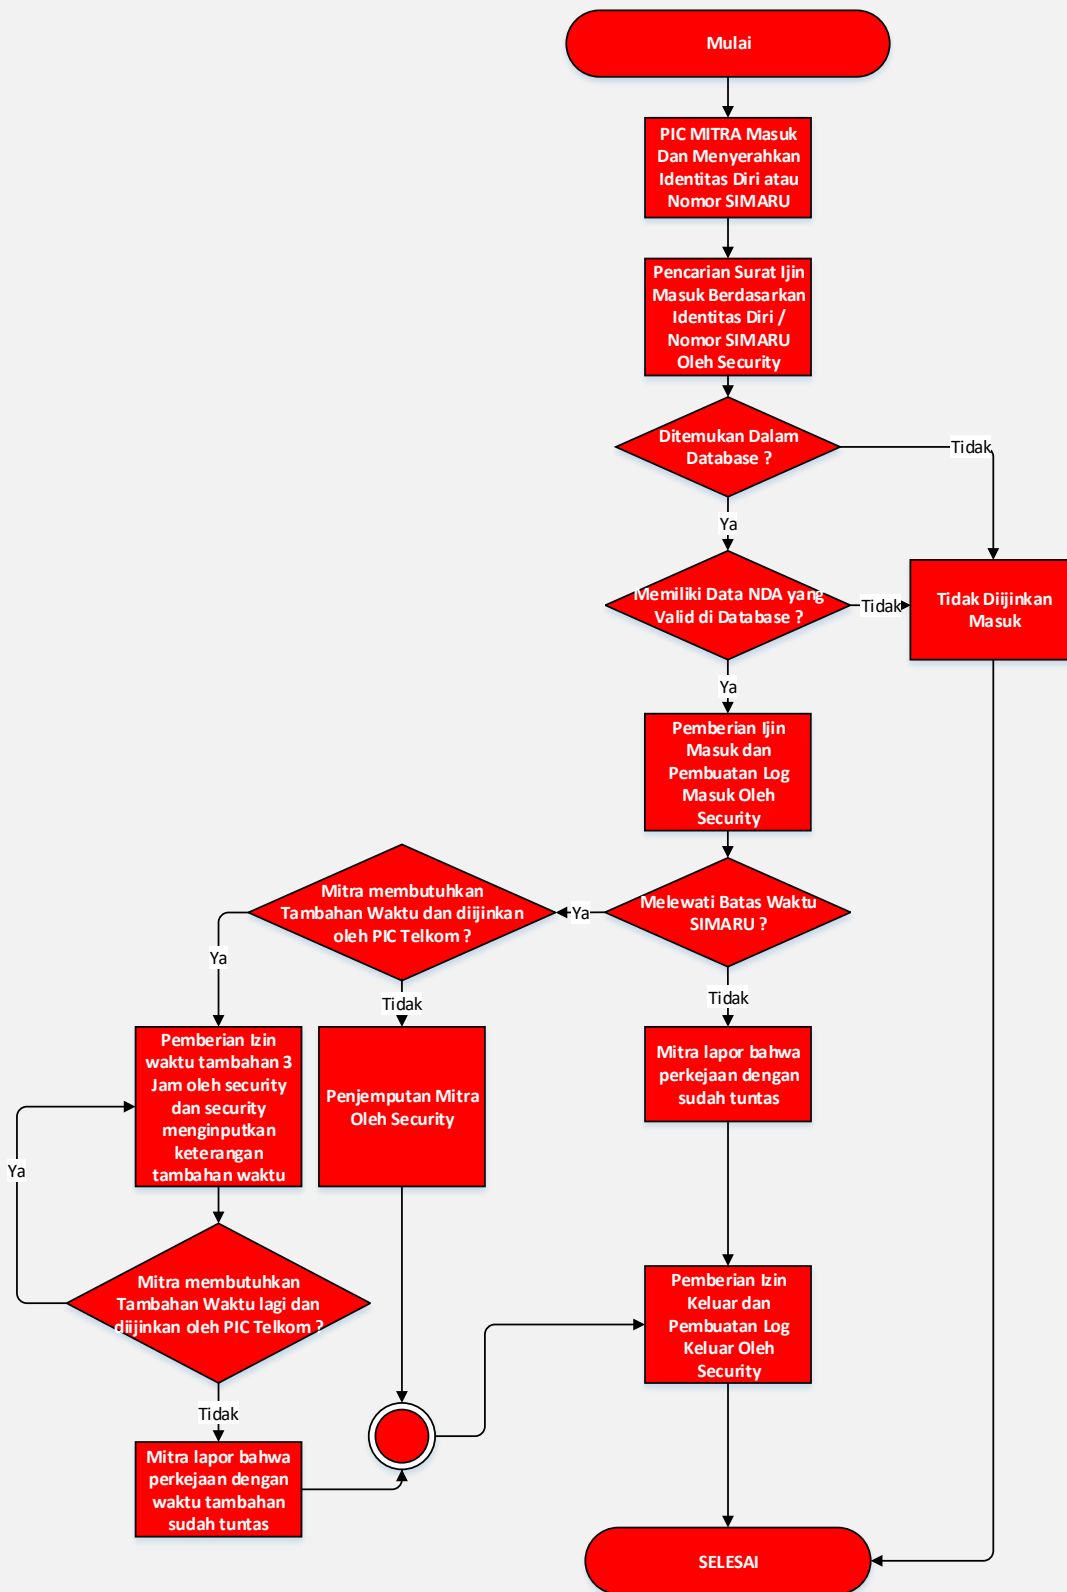 Mulai
PIC MITRA Masuk
Dan Menyerahkan
Identitas Diri atau
Nomor SIMARU
Pencarian Surat Ijin
Masuk Berdasarkan
Identitas Diri /
Nomor SIMARU
Oleh Security
Ditemukan Dalam
Database ?
Tidak
Ya
Memiliki Data NDA yang
Valid di Database ?
Tidak
Tidak Diijinkan
Masuk
Ya
Pemberian Ijin
Masuk dan
Pembuatan Log
Masuk Oleh
Security
Melewati Batas Waktu
SIMARU ?
Ya
Mitra membutuhkan
Tambahan Waktu dan diijinkan
oleh PIC Telkom ?
Ya
Tidak
Tidak
Pemberian Izin
waktu tambahan 3
Jam oleh security
dan security
menginputkan
keterangan
tambahan waktu
Penjemputan Mitra
Oleh Security
Mitra lapor bahwa
perkejaan dengan
sudah tuntas
Ya
Mitra membutuhkan
Tambahan Waktu lagi dan
diijinkan oleh PIC Telkom ?
Tidak
Mitra lapor bahwa
perkejaan dengan
waktu tambahan
sudah tuntas
Pemberian Izin
Keluar dan
Pembuatan Log
Keluar Oleh
Security
SELESAI